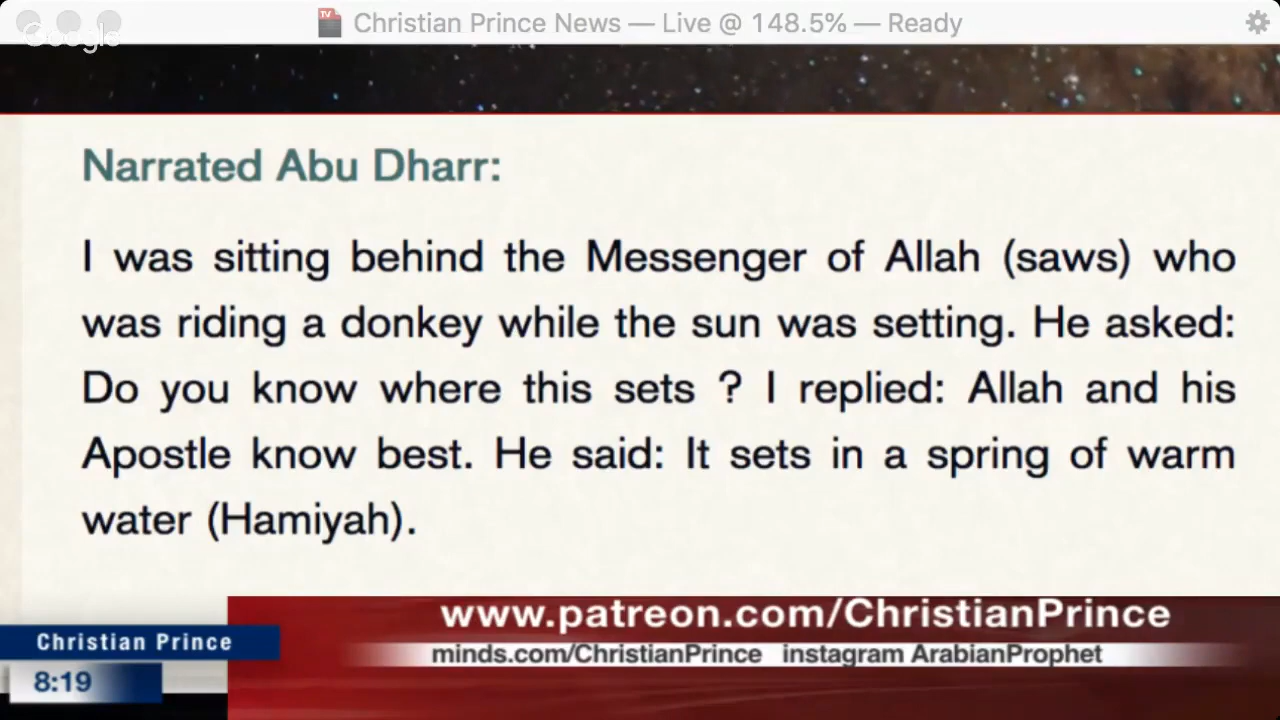 Christian Prince News — Live @ 148.5% — Ready
Google
TV
Narrated Abu Dharr:
I was sitting behind the Messenger of Allah (saws) who
was riding a donkey while the sun was setting. He asked:
Do you know where this sets ? I replied: Allah and his
Apostle know best. He said: It sets in a spring of warm
water (Hamiyah).
www.patreon.com/ChristianPrince
Christian Prince
minds.com/ChristianPrince instagram ArabianProphet
8:19